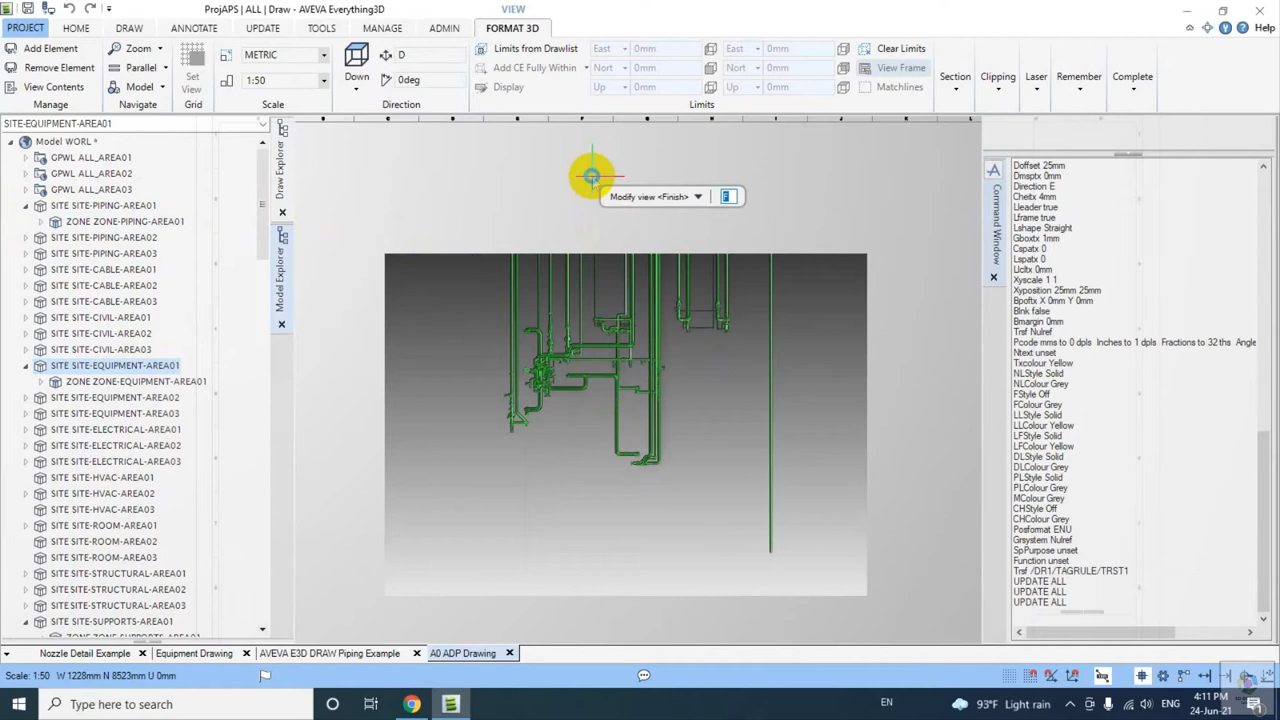 ProjAPS | ALL | Draw - AVEVA Everything3D
VIEW
PROJECT HOME DRAW ANNOTATE UPDATE TOOLS MANAGE ADMIN FORMAT 3D Help
Add Element Zoom METRIC D Limits from Drawlist East 0mm East 0mm Clear Limits
Remove Element Parallel Set View Down Add CE Fully Within Nort 0mm Nort 0mm View Frame Section Clipping Laser Remember Complete
View Contents Model 1:50 0deg Display Up 0mm Up 0mm Matchlines
Manage Navigate Grid Scale Direction Limits
SITE-EQUIPMENT-AREA01
Model WORL *
GPWL ALL_AREA01
GPWL ALL_AREA02
GPWL ALL_AREA03
SITE SITE-PIPING-AREA01
ZONE ZONE-PIPING-AREA01
SITE SITE-PIPING-AREA02
SITE SITE-PIPING-AREA03
SITE SITE-CABLE-AREA01
SITE SITE-CABLE-AREA02
SITE SITE-CABLE-AREA03
SITE SITE-CIVIL-AREA01
SITE SITE-CIVIL-AREA02
SITE SITE-CIVIL-AREA03
SITE SITE-EQUIPMENT-AREA01
ZONE ZONE-EQUIPMENT-AREA01
SITE SITE-EQUIPMENT-AREA02
SITE SITE-EQUIPMENT-AREA03
SITE SITE-ELECTRICAL-AREA01
SITE SITE-ELECTRICAL-AREA02
SITE SITE-ELECTRICAL-AREA03
SITE SITE-HVAC-AREA01
SITE SITE-HVAC-AREA02
SITE SITE-HVAC-AREA03
SITE SITE-ROOM-AREA01
SITE SITE-ROOM-AREA02
SITE SITE-ROOM-AREA03
SITE SITE-STRUCTURAL-AREA01
SITE SITE-STRUCTURAL-AREA02
SITE SITE-STRUCTURAL-AREA03
SITE SITE-SUPPORTS-AREA01
ZONE ZONE-SUPPORTS-AREA01
Draw Explorer
Model Explorer
Modify view <Finish> F
Command Window
Doffset 25mm
Dmsptx 0mm
Direction E
Cheitx 4mm
Lleader true
Lframe true
Lshape Straight
Gboxtx 1mm
Cspatx 0
Lspatx 0
Llcltx 0mm
Xyscale 1 1
Xyposition 25mm 25mm
Bpoftx X 0mm Y 0mm
Blnk false
Bmargin 0mm
Trsf Nulref
Pcode mms to 0 dpls Inches to 1 dpls Fractions to 32 ths Angle
Ntext unset
Txcolour Yellow
NLStyle Solid
NLColour Grey
FStyle Off
FColour Grey
LLStyle Solid
LLColour Yellow
LFStyle Solid
LFColour Yellow
DLStyle Solid
DLColour Grey
PLStyle Solid
PLColour Grey
MColour Grey
CHStyle Off
CHColour Grey
Posformat ENU
Grsystem Nulref
SpPurpose unset
Function unset
Trsf /DR1/TAGRULE/TRST1
UPDATE ALL
UPDATE ALL
UPDATE ALL
Nozzle Detail Example Equipment Drawing AVEVA E3D DRAW Piping Example A0 ADP Drawing
Scale: 1:50 W 1228mm N 8523mm U 0mm
Type here to search EN 93°F Light rain ENG 4:11 PM
24-Jun-21